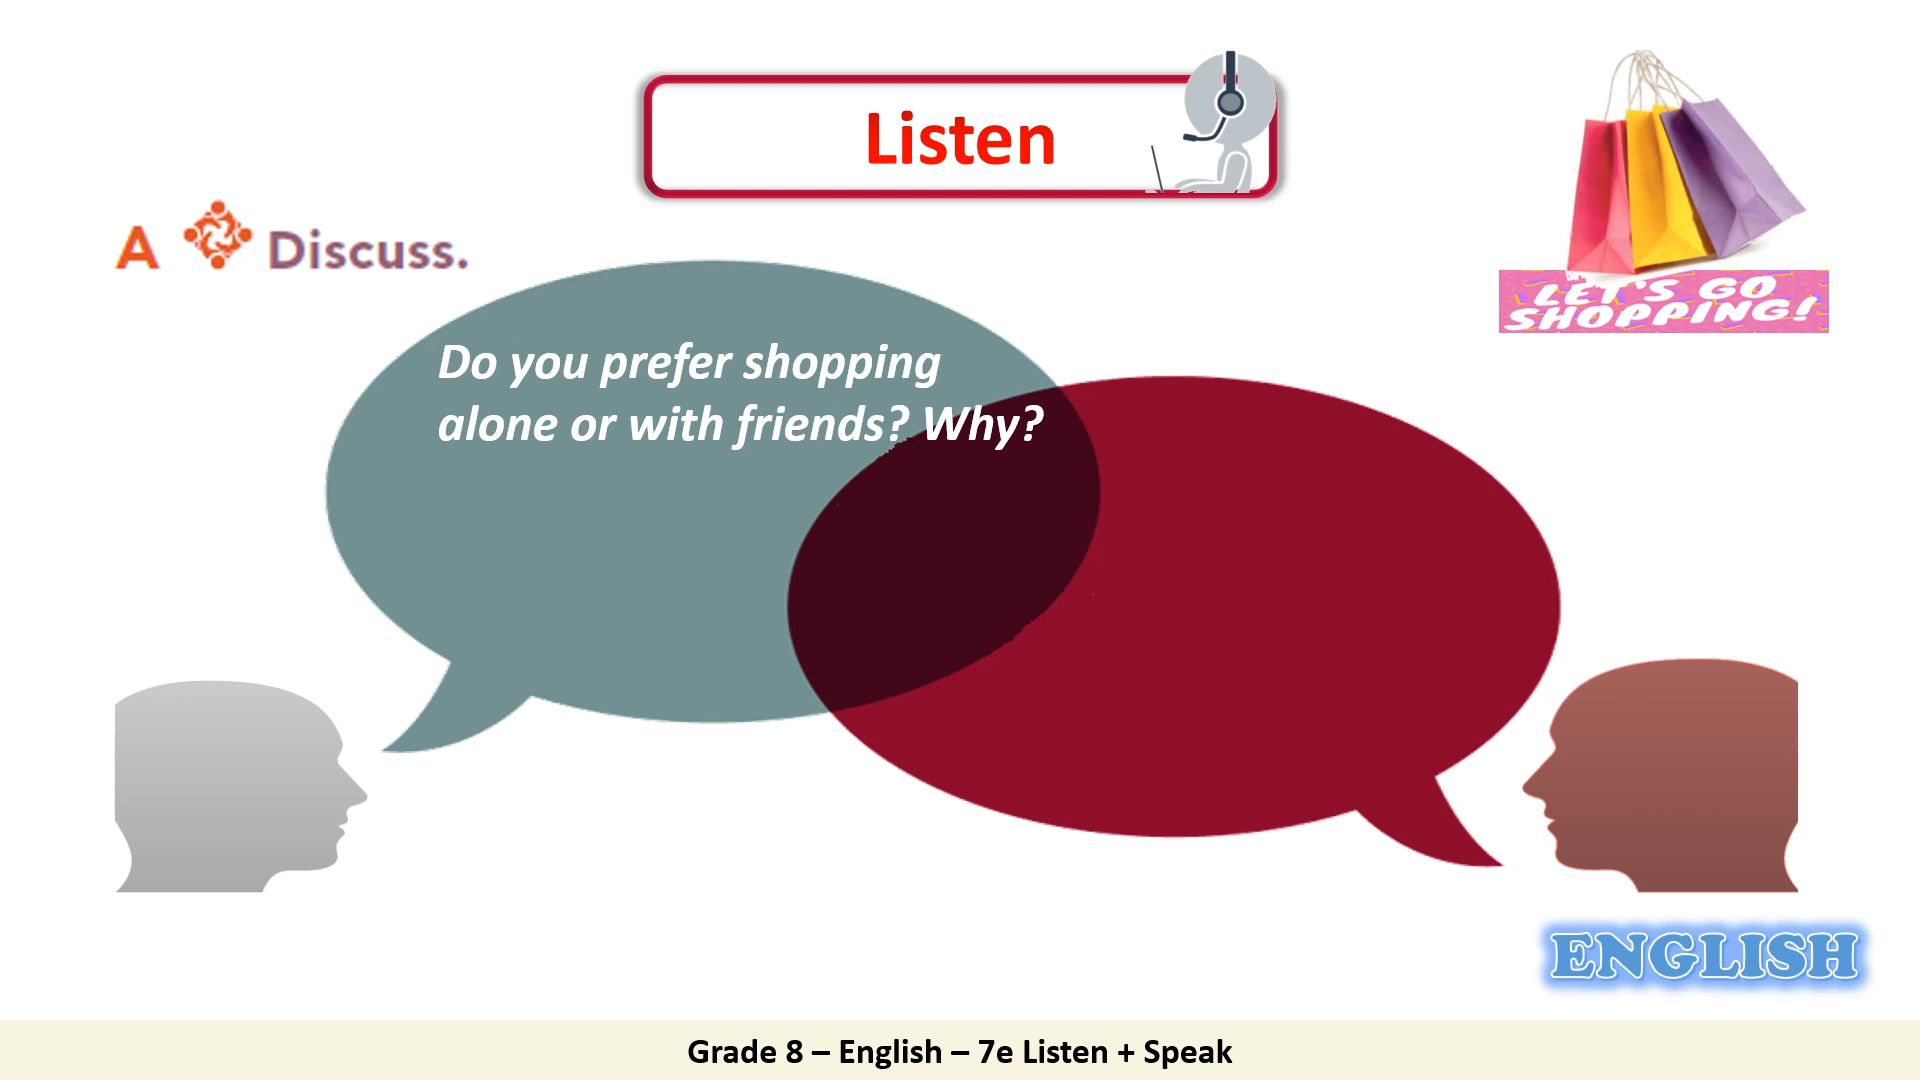 Listen
A Discuss.
LET'S GO
SHOPPING!
Do you prefer shopping
alone or with friends? Why?
ENGLISH
Grade 8 – English – 7e Listen + Speak